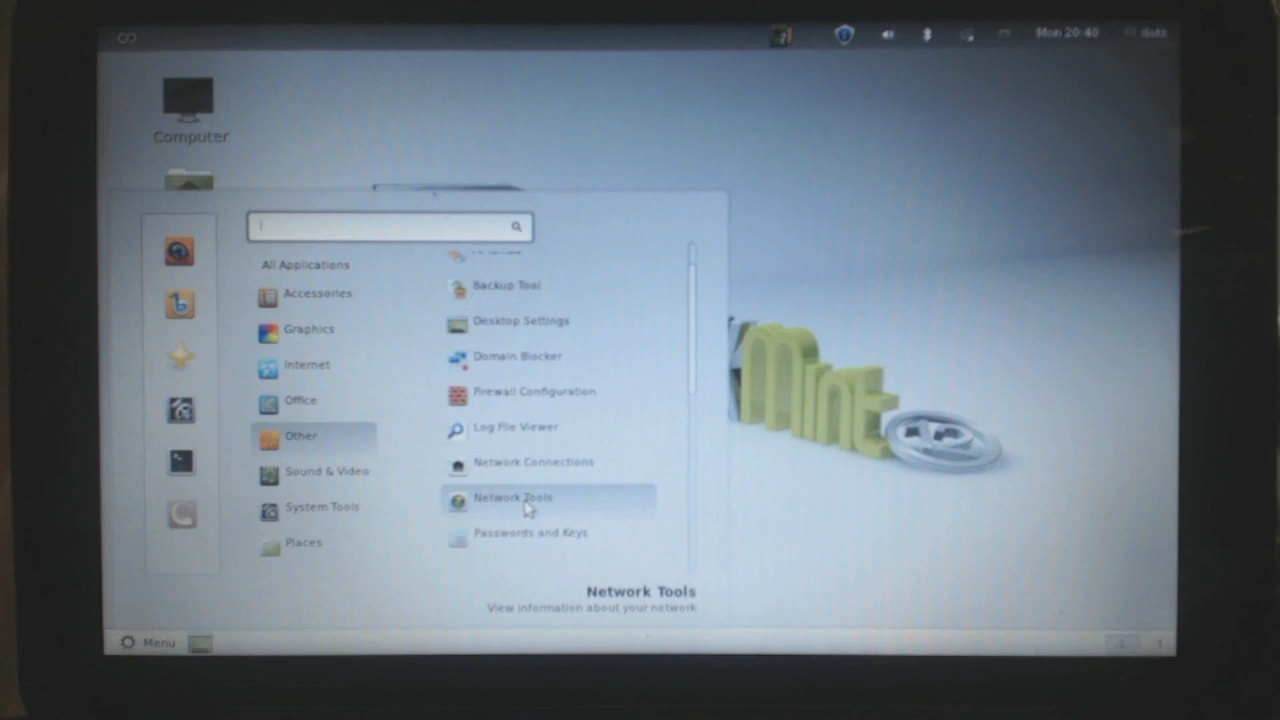 Mon 20:40
data
Computer
All Applications
Accessories
Graphics
Internet
Office
Other
Sound & Video
System Tools
Places
Backup Tool
Desktop Settings
Domain Blocker
Firewall Configuration
Log File Viewer
Network Connections
Network Tools
Passwords and Keys
Mint
Network Tools
View information about your network
Menu